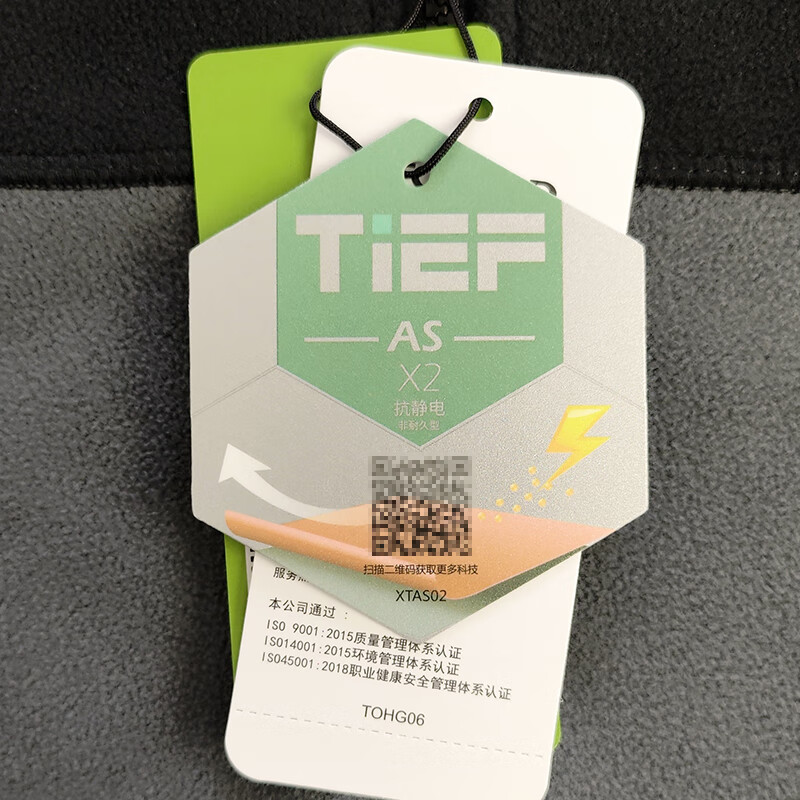 TiEF
AS
X2
抗静电
非耐久型
扫描二维码获取更多科技
XTAS02
服务
本公司通过：
ISO 9001:2015质量管理体系认证
ISO14001:2015环境管理体系认证
ISO45001:2018职业健康安全管理体系认证
TOHG06